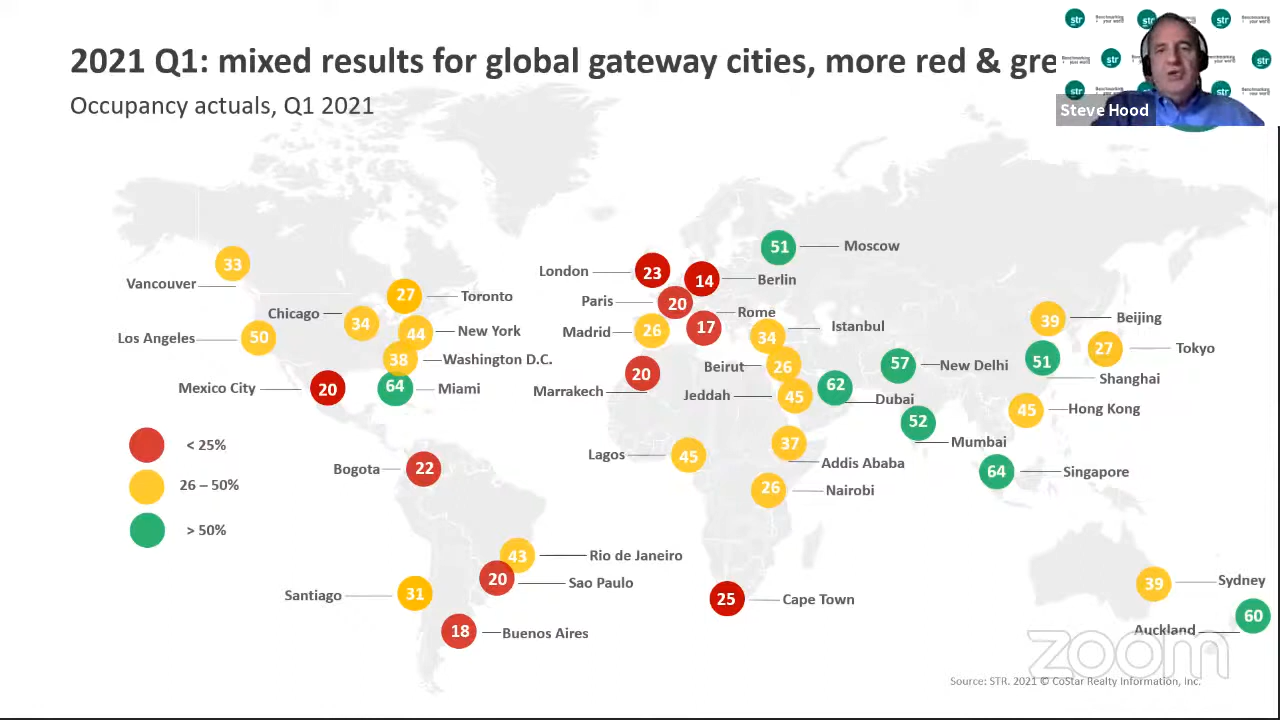 2021 Q1: mixed results for global gateway cities, more red & gre
Occupancy actuals, Q1 2021
str
str
str
str
str
str
Steve Hood
51
Moscow
33
Vancouver
London
23
14
Berlin
27
Toronto
Paris
20
Rome
Chicago
34
44
New York
Madrid
26
17
34
Istanbul
39
Beijing
Los Angeles
50
38
Washington D.C.
Beirut
26
57
New Delhi
51
27
Tokyo
Shanghai
Mexico City
20
64
Miami
Marrakech
20
Jeddah
45
62
Dubai
45
Hong Kong
52
Mumbai
< 25%
26 – 50%
> 50%
Bogota
22
Lagos
45
37
Addis Ababa
26
Nairobi
64
Singapore
43
Rio de Janeiro
20
Sao Paulo
Santiago
31
18
Buenos Aires
25
Cape Town
39
Sydney
60
Auckland
zoom
Source: STR. 2021 © CoStar Realty Information, Inc.